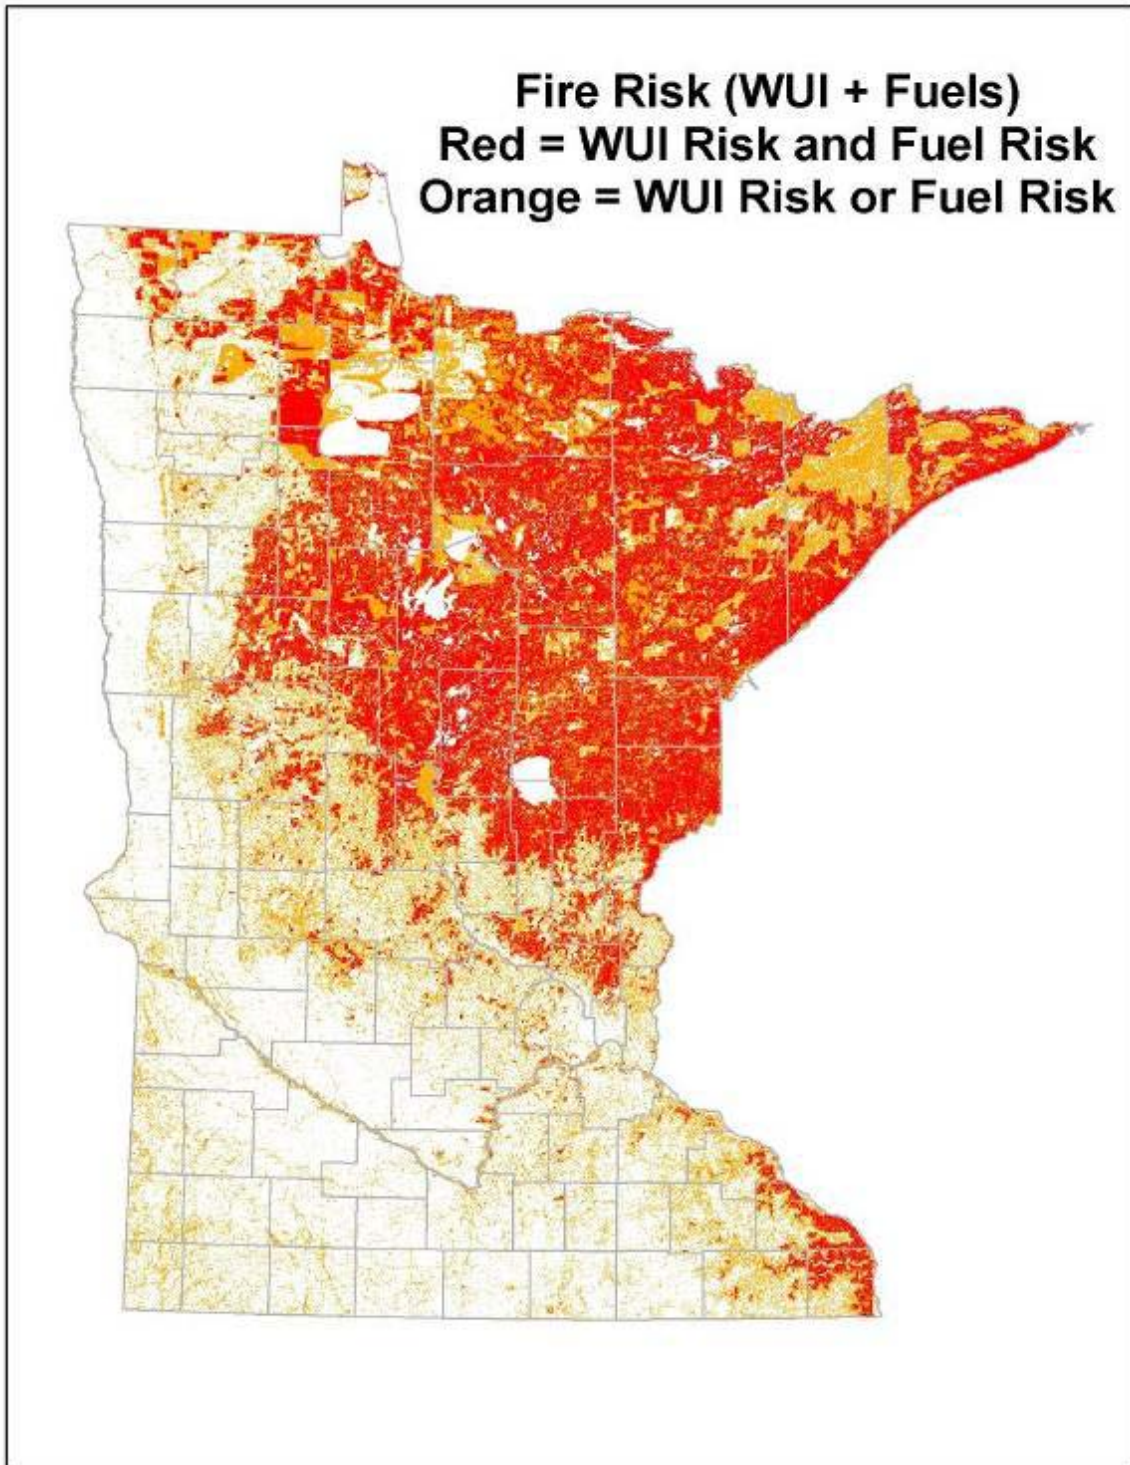 Fire Risk (WUI + Fuels)
Red = WUI Risk and Fuel Risk
Orange = WUI Risk or Fuel Risk